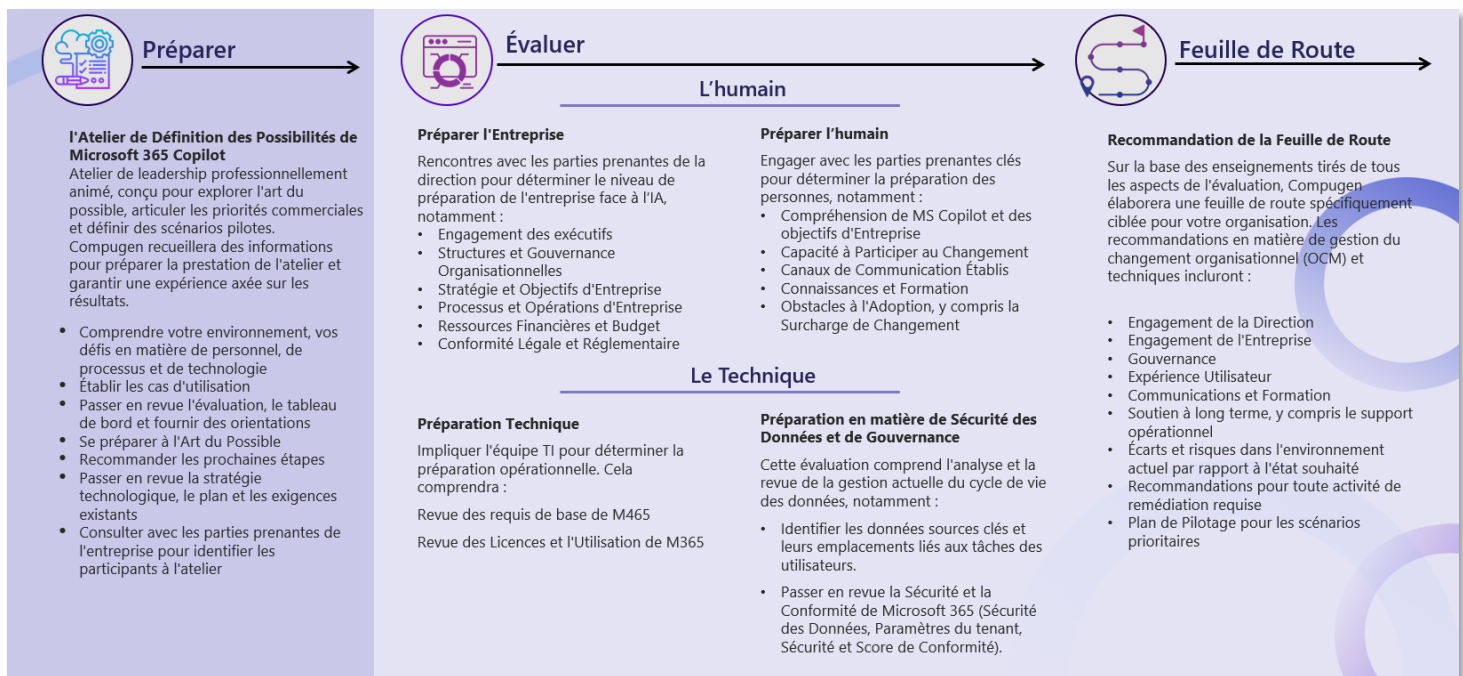 Préparer
l'Atelier de Définition des Possibilités de
Microsoft 365 Copilot
Atelier de leadership professionnellement
animé, conçu pour explorer l'art du
possible, articuler les priorités commerciales
et définir des scénarios pilotes.
Compugen recueillera des informations
pour préparer la prestation de l'atelier et
garantir une expérience axée sur les
résultats.
• Comprendre votre environnement, vos
défis en matière de personnel, de
processus et de technologie
• Établir les cas d'utilisation
• Passer en revue l'évaluation, le tableau
de bord et fournir des orientations
• Se préparer à l'Art du Possible
• Recommander les prochaines étapes
• Passer en revue la stratégie
technologique, le plan et les exigences
existants
• Consulter avec les parties prenantes de
l'entreprise pour identifier les
participants à l'atelier
Évaluer
L'humain
Préparer l'Entreprise
Rencontres avec les parties prenantes de la
direction pour déterminer le niveau de
préparation de l'entreprise face à l'IA,
notamment :
• Engagement des exécutifs
• Structures et Gouvernance
Organisationnelles
• Stratégie et Objectifs d'Entreprise
• Processus et Opérations d'Entreprise
• Ressources Financières et Budget
• Conformité Légale et Réglementaire
Préparer l'humain
Engager avec les parties prenantes clés
pour déterminer la préparation des
personnes, notamment :
• Compréhension de MS Copilot et des
objectifs d'Entreprise
• Capacité à Participer au Changement
• Canaux de Communication Établis
• Connaissances et Formation
• Obstacles à l'Adoption, y compris la
Surcharge de Changement
Le Technique
Préparation Technique
Impliquer l'équipe TI pour déterminer la
préparation opérationnelle. Cela
comprendra :
Revue des requis de base de M465
Revue des Licences et l'Utilisation de M365
Préparation en matière de Sécurité des
Données et de Gouvernance
Cette évaluation comprend l'analyse et la
revue de la gestion actuelle du cycle de vie
des données, notamment :
• Identifier les données sources clés et
leurs emplacements liés aux tâches des
utilisateurs.
• Passer en revue la Sécurité et la
Conformité de Microsoft 365 (Sécurité
des Données, Paramètres du tenant,
Sécurité et Score de Conformité).
Feuille de Route
Recommandation de la Feuille de Route
Sur la base des enseignements tirés de tous
les aspects de l'évaluation, Compugen
élaborera une feuille de route spécifiquement
ciblée pour votre organisation. Les
recommandations en matière de gestion du
changement organisationnel (OCM) et
techniques incluront :
• Engagement de la Direction
• Engagement de l'Entreprise
• Gouvernance
• Expérience Utilisateur
• Communications et Formation
• Soutien à long terme, y compris le support
opérationnel
• Écarts et risques dans l'environnement
actuel par rapport à l'état souhaité
• Recommandations pour toute activité de
remédiation requise
• Plan de Pilotage pour les scénarios
prioritaires